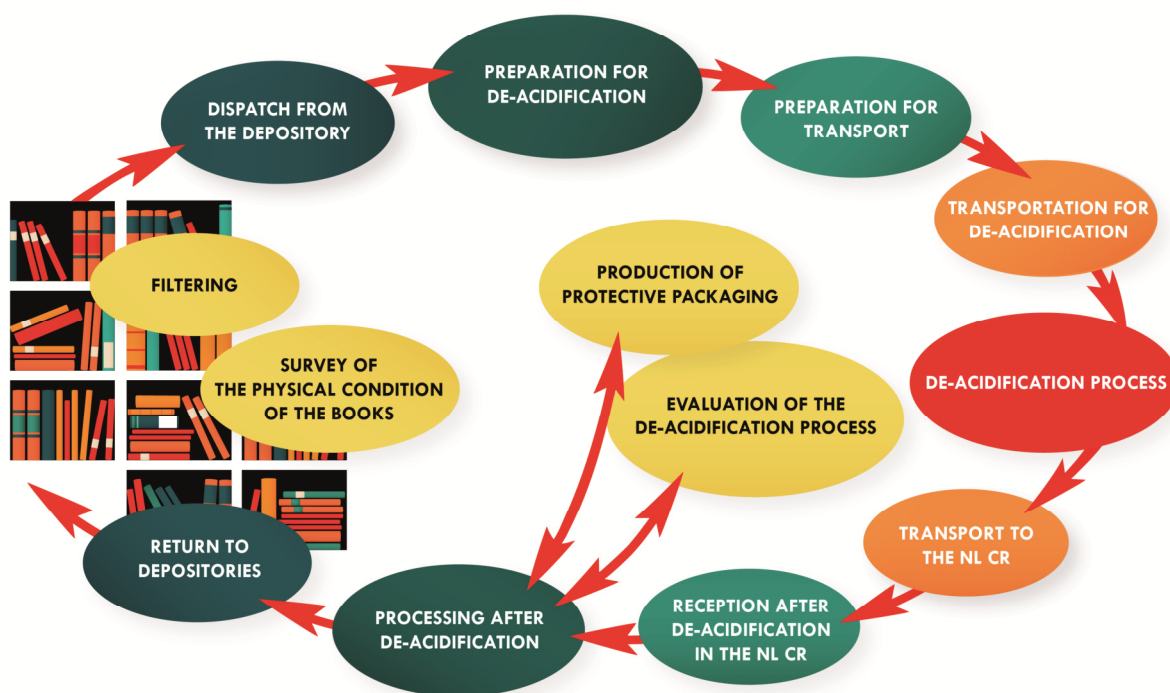 DISPATCH FROM
THE DEPOSITORY
PREPARATION FOR
DE-ACIDIFICATION
PREPARATION FOR
TRANSPORT
TRANSPORTATION FOR
DE-ACIDIFICATION
DE-ACIDIFICATION PROCESS
TRANSPORT TO
THE NL CR
RECEPTION AFTER
DE-ACIDIFICATION
IN THE NL CR
PROCESSING AFTER
DE-ACIDIFICATION
PRODUCTION OF
PROTECTIVE PACKAGING
EVALUATION OF THE
DE-ACIDIFICATION PROCESS
RETURN TO
DEPOSITORIES
FILTERING
SURVEY OF
THE PHYSICAL CONDITION
OF THE BOOKS